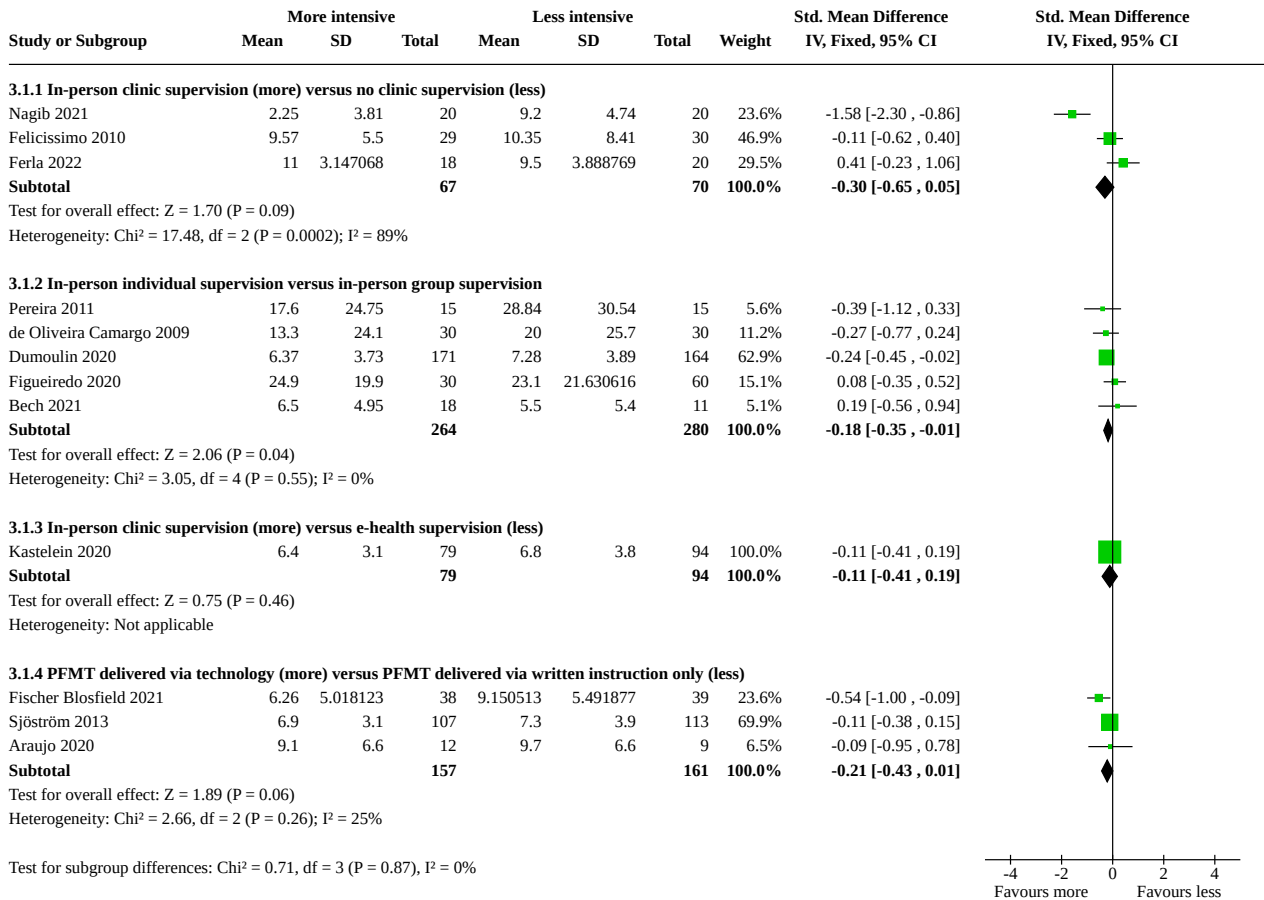 More intensive Less intensive Std. Mean Difference Std. Mean Difference
Study or Subgroup Mean SD Total Mean SD Total Weight IV, Fixed, 95% CI IV, Fixed, 95% CI
3.1.1 In-person clinic supervision (more) versus no clinic supervision (less)
Nagib 2021 2.25 3.81 20 9.2 4.74 20 23.6% -1.58 [-2.30 , -0.86]
Felicissimo 2010 9.57 5.5 29 10.35 8.41 30 46.9% -0.11 [-0.62 , 0.40]
Ferla 2022 11 3.147068 18 9.5 3.888769 20 29.5% 0.41 [-0.23 , 1.06]
Subtotal 67 70 100.0% -0.30 [-0.65 , 0.05]
Test for overall effect: Z = 1.70 (P = 0.09)
Heterogeneity: Chi² = 17.48, df = 2 (P = 0.0002); I² = 89%
3.1.2 In-person individual supervision versus in-person group supervision
Pereira 2011 17.6 24.75 15 28.84 30.54 15 5.6% -0.39 [-1.12 , 0.33]
de Oliveira Camargo 2009 13.3 24.1 30 20 25.7 30 11.2% -0.27 [-0.77 , 0.24]
Dumoulin 2020 6.37 3.73 171 7.28 3.89 164 62.9% -0.24 [-0.45 , -0.02]
Figueiredo 2020 24.9 19.9 30 23.1 21.630616 60 15.1% 0.08 [-0.35 , 0.52]
Bech 2021 6.5 4.95 18 5.5 5.4 11 5.1% 0.19 [-0.56 , 0.94]
Subtotal 264 280 100.0% -0.18 [-0.35 , -0.01]
Test for overall effect: Z = 2.06 (P = 0.04)
Heterogeneity: Chi² = 3.05, df = 4 (P = 0.55); I² = 0%
3.1.3 In-person clinic supervision (more) versus e-health supervision (less)
Kastelein 2020 6.4 3.1 79 6.8 3.8 94 100.0% -0.11 [-0.41 , 0.19]
Subtotal 79 94 100.0% -0.11 [-0.41 , 0.19]
Test for overall effect: Z = 0.75 (P = 0.46)
Heterogeneity: Not applicable
3.1.4 PFMT delivered via technology (more) versus PFMT delivered via written instruction only (less)
Fischer Blosfield 2021 6.26 5.018123 38 9.150513 5.491877 39 23.6% -0.54 [-1.00 , -0.09]
Sjöström 2013 6.9 3.1 107 7.3 3.9 113 69.9% -0.11 [-0.38 , 0.15]
Araujo 2020 9.1 6.6 12 9.7 6.6 9 6.5% -0.09 [-0.95 , 0.78]
Subtotal 157 161 100.0% -0.21 [-0.43 , 0.01]
Test for overall effect: Z = 1.89 (P = 0.06)
Heterogeneity: Chi² = 2.66, df = 2 (P = 0.26); I² = 25%
Test for subgroup differences: Chi² = 0.71, df = 3 (P = 0.87), I² = 0%
-4 -2 0 2 4
Favours more Favours less